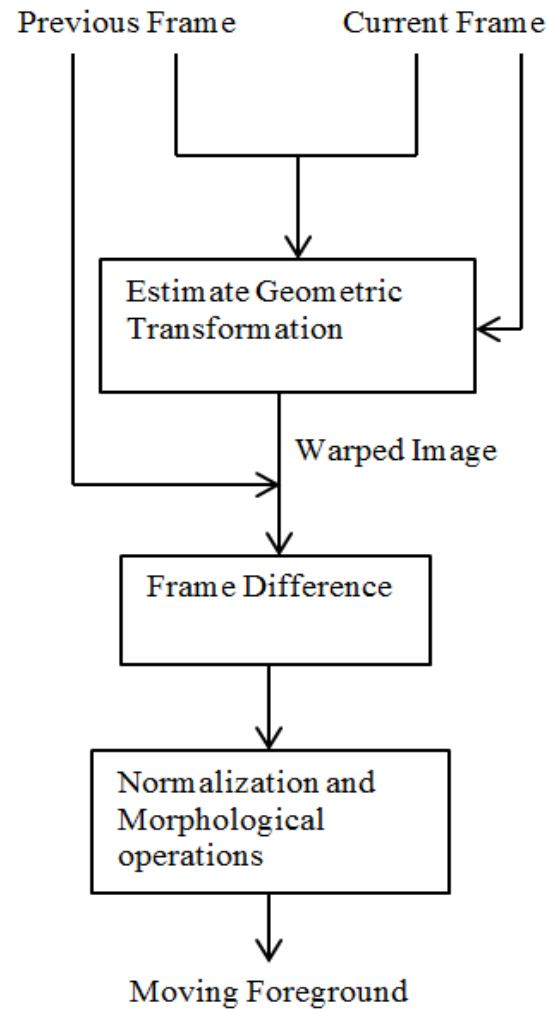 Previous Frame
Current Frame
Estimate Geometric
Transformation
Warped Image
Frame Difference
Normalization and
Morphological
operations
Moving Foreground